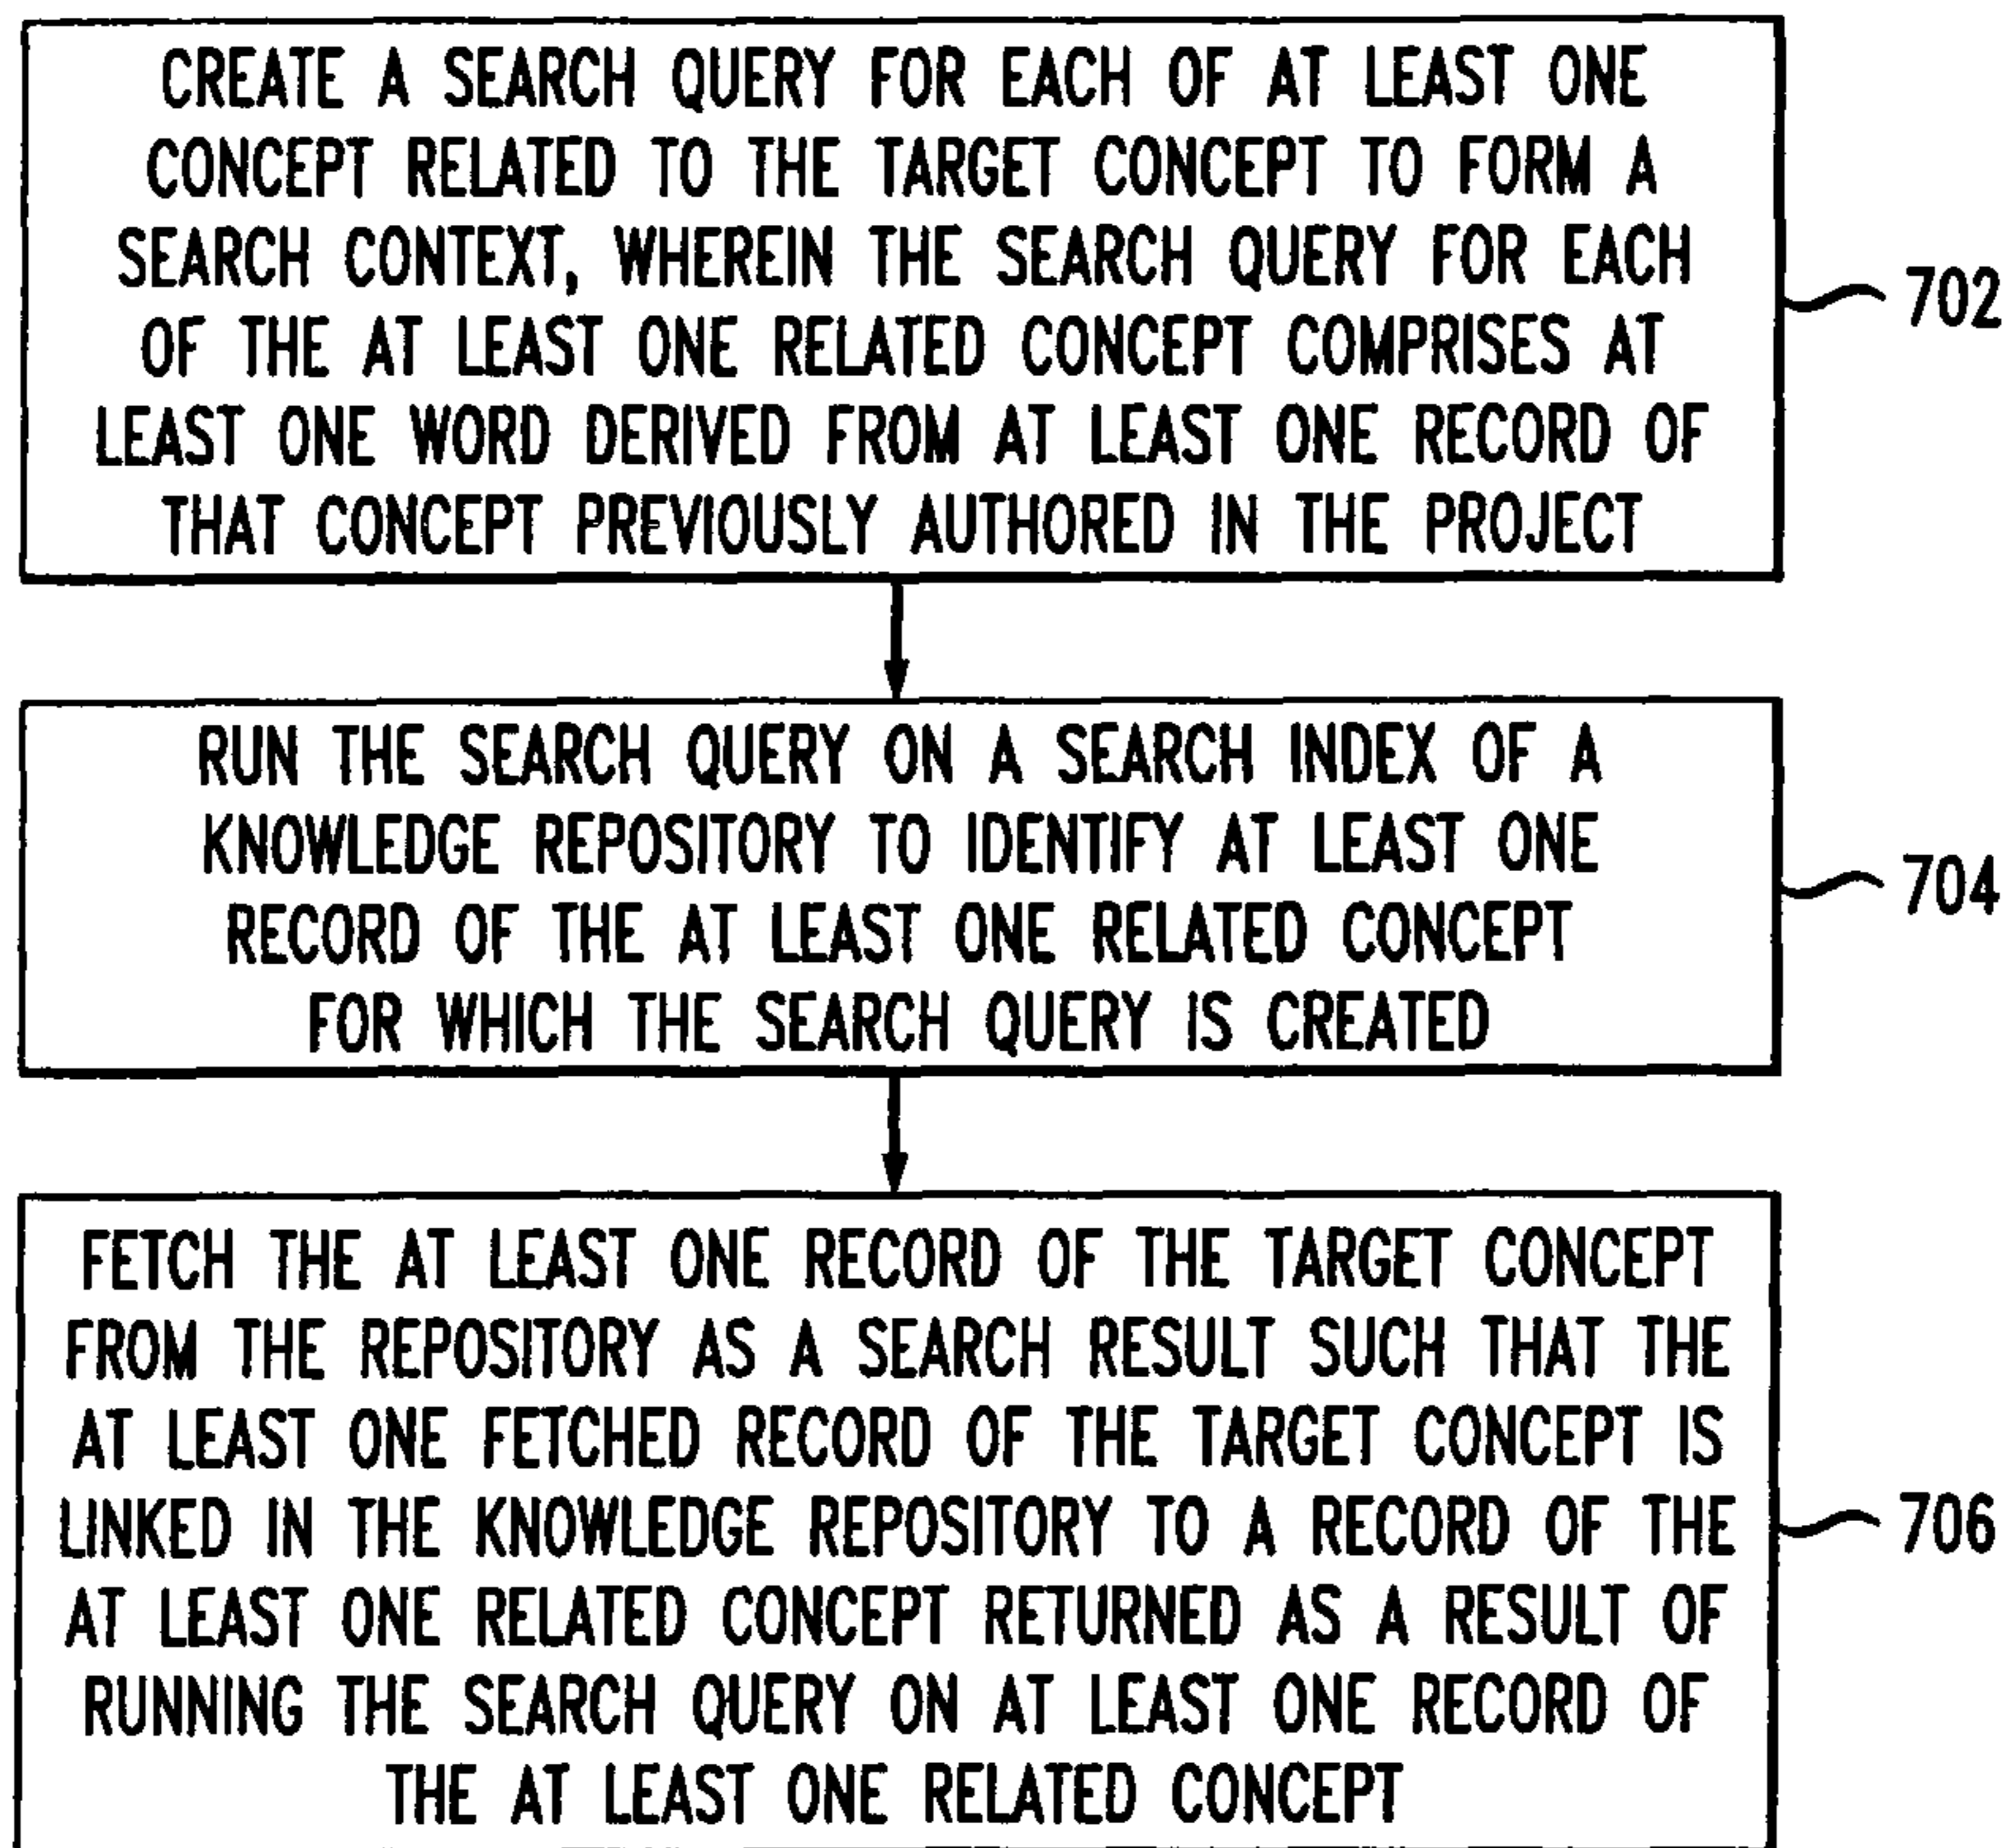 CREATE A SEARCH QUERY FOR EACH OF AT LEAST ONE
CONCEPT RELATED TO THE TARGET CONCEPT TO FORM A
SEARCH CONTEXT, WHEREIN THE SEARCH QUERY FOR EACH
OF THE AT LEAST ONE RELATED CONCEPT COMPRISES AT
LEAST ONE WORD DERIVED FROM AT LEAST ONE RECORD OF
THAT CONCEPT PREVIOUSLY AUTHORED IN THE PROJECT
702
RUN THE SEARCH QUERY ON A SEARCH INDEX OF A
KNOWLEDGE REPOSITORY TO IDENTIFY AT LEAST ONE
RECORD OF THE AT LEAST ONE RELATED CONCEPT
FOR WHICH THE SEARCH QUERY IS CREATED
704
FETCH THE AT LEAST ONE RECORD OF THE TARGET CONCEPT
FROM THE REPOSITORY AS A SEARCH RESULT SUCH THAT THE
AT LEAST ONE FETCHED RECORD OF THE TARGET CONCEPT IS
LINKED IN THE KNOWLEDGE REPOSITORY TO A RECORD OF THE
AT LEAST ONE RELATED CONCEPT RETURNED AS A RESULT OF
RUNNING THE SEARCH QUERY ON AT LEAST ONE RECORD OF
THE AT LEAST ONE RELATED CONCEPT
706